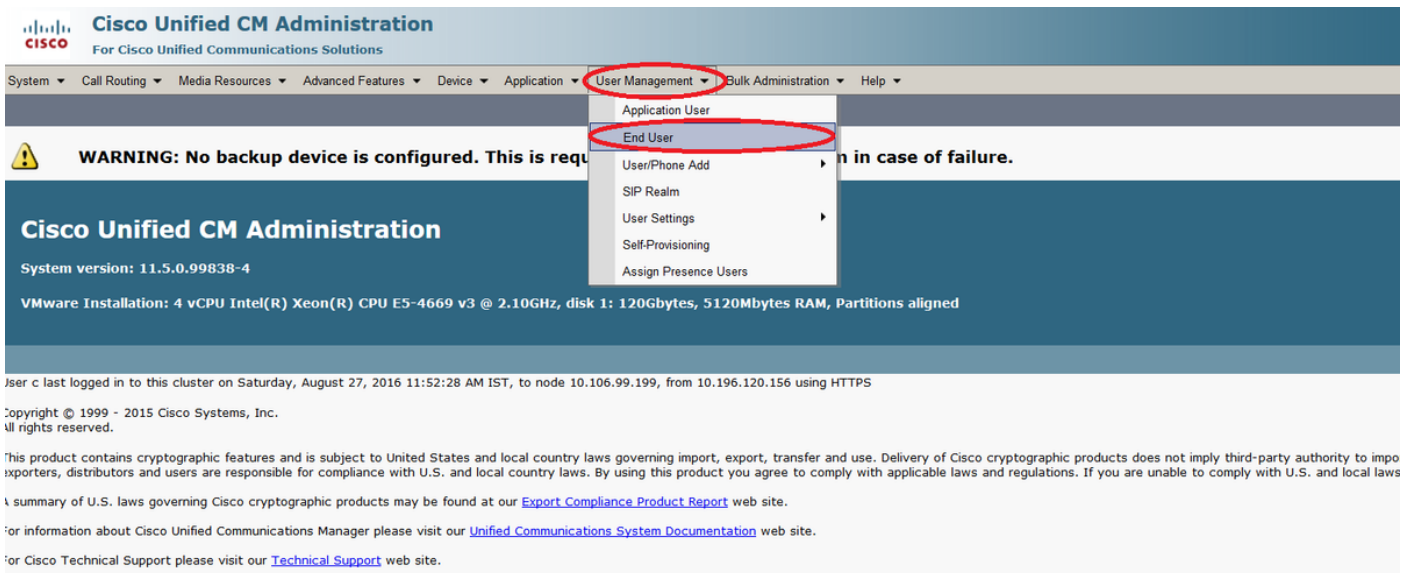 Cisco Unified CM Administration
CISCO
For Cisco Unified Communications Solutions
System Call Routing Media Resources Advanced Features Device Application User Management Bulk Administration Help
Application User
End User
User/Phone Add
SIP Realm
User Settings
Self-Provisioning
Assign Presence Users
WARNING: No backup device is configured. This is requ n in case of failure.
Cisco Unified CM Administration
System version: 11.5.0.99838-4
VMware Installation: 4 vCPU Intel(R) Xeon(R) CPU E5-4669 v3 @ 2.10GHz, disk 1: 120Gbytes, 5120Mbytes RAM, Partitions aligned
User c last logged in to this cluster on Saturday, August 27, 2016 11:52:28 AM IST, to node 10.106.99.199, from 10.196.120.156 using HTTPS
Copyright © 1999 - 2015 Cisco Systems, Inc.
All rights reserved.
This product contains cryptographic features and is subject to United States and local country laws governing import, export, transfer and use. Delivery of Cisco cryptographic products does not imply third-party authority to impo
exporters, distributors and users are responsible for compliance with U.S. and local country laws. By using this product you agree to comply with applicable laws and regulations. If you are unable to comply with U.S. and local laws
A summary of U.S. laws governing Cisco cryptographic products may be found at our Export Compliance Product Report web site.
For information about Cisco Unified Communications Manager please visit our Unified Communications System Documentation web site.
For Cisco Technical Support please visit our Technical Support web site.